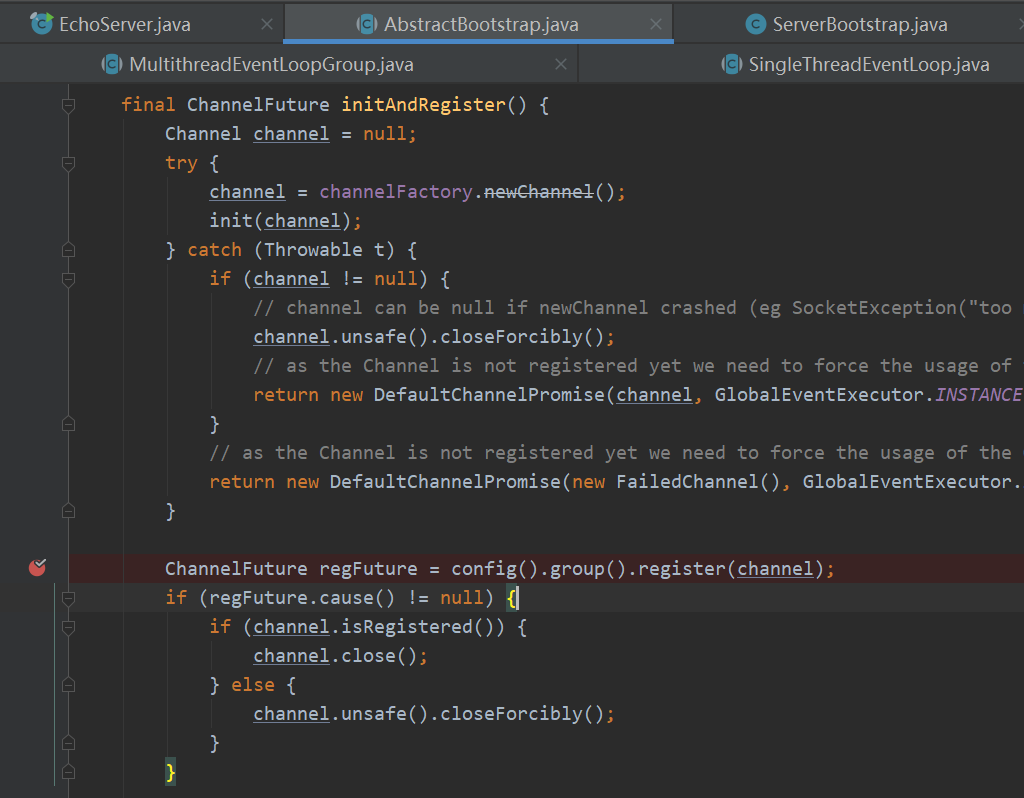 EchoServer.java
AbstractBootstrap.java
ServerBootstrap.java
MultithreadEventLoopGroup.java
SingleThreadEventLoop.java
final ChannelFuture initAndRegister() {
Channel channel = null;
try {
channel = channelFactory.newChannel();
init(channel);
} catch (Throwable t) {
if (channel != null) {
// channel can be null if newChannel crashed (eg SocketException("too
channel.unsafe().closeForcibly();
// as the Channel is not registered yet we need to force the usage of
return new DefaultChannelPromise(channel, GlobalEventExecutor.INSTANCE
}
// as the Channel is not registered yet we need to force the usage of the
return new DefaultChannelPromise(new FailedChannel(), GlobalEventExecutor.
}
ChannelFuture regFuture = config().group().register(channel);
if (regFuture.cause() != null) {
if (channel.isRegistered()) {
channel.close();
} else {
channel.unsafe().closeForcibly();
}
}